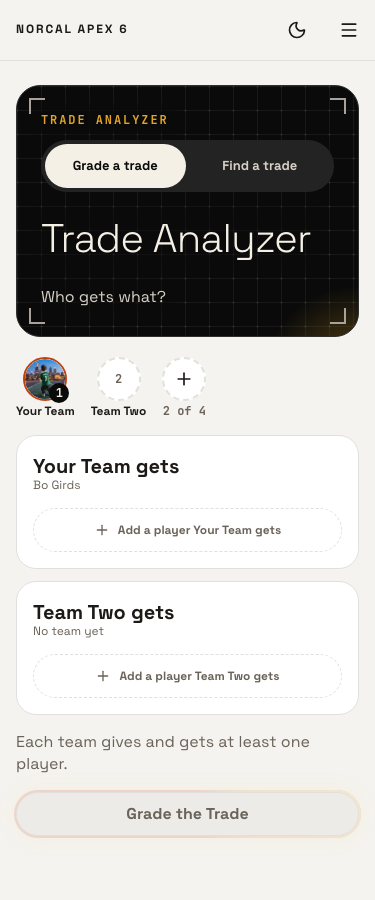 NORCAL APEX 6
TRADE ANALYZER
Grade a trade
Find a trade
Trade Analyzer
Who gets what?
1
2
Your Team
Team Two
2 of 4
Your Team gets
Bo Girds
Add a player Your Team gets
Team Two gets
No team yet
Add a player Team Two gets
Each team gives and gets at least one
player.
Grade the Trade